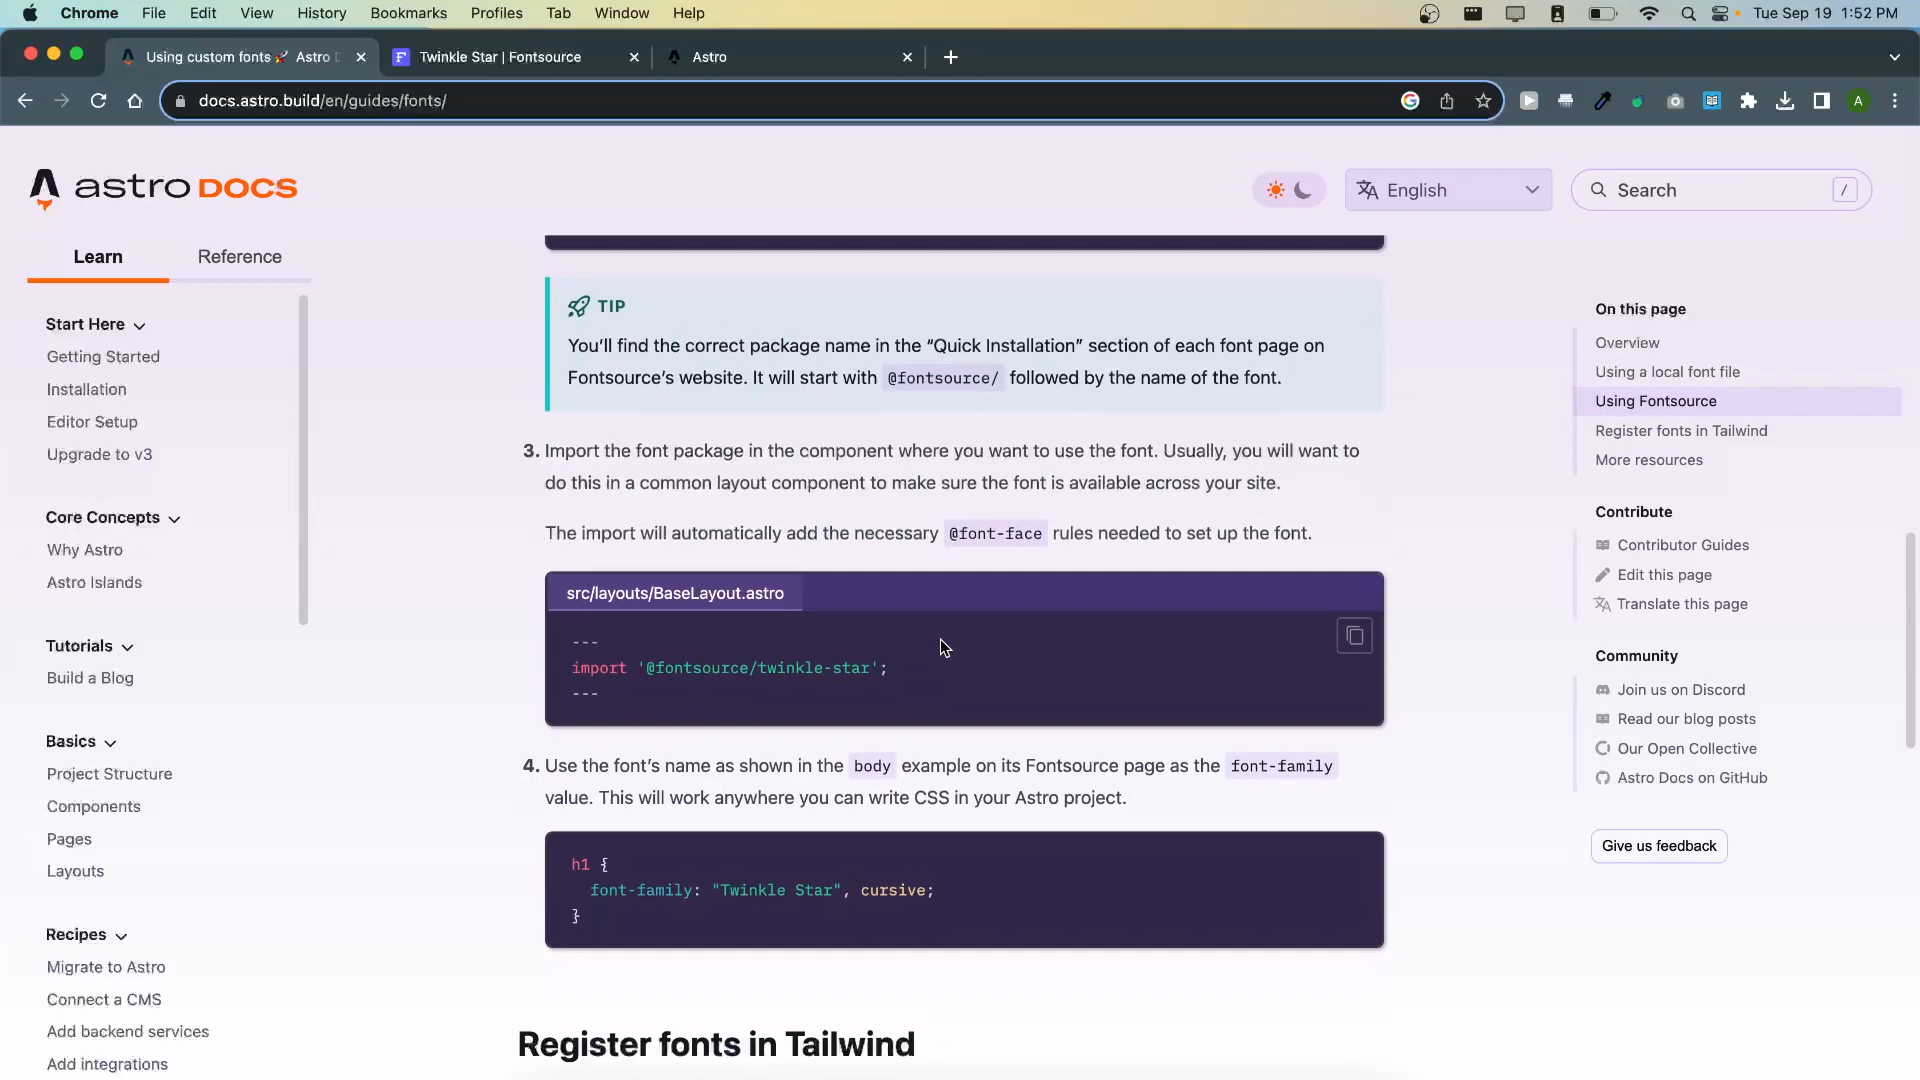 Chrome File Edit View History Bookmarks Profiles Tab Window Help Tue Sep 19 1:52 PM
Using custom fonts 🚀 Astro D Twinkle Star | Fontsource Astro
docs.astro.build/en/guides/fonts/ A
astro DOCS
English
Search /
Learn Reference
Start Here
Getting Started
Installation
Editor Setup
Upgrade to v3
Core Concepts
Why Astro
Astro Islands
Tutorials
Build a Blog
Basics
Project Structure
Components
Pages
Layouts
Recipes
Migrate to Astro
Connect a CMS
Add backend services
Add integrations
TIP
You’ll find the correct package name in the “Quick Installation” section of each font page on
Fontsource’s website. It will start with @fontsource/ followed by the name of the font.
3. Import the font package in the component where you want to use the font. Usually, you will want to
do this in a common layout component to make sure the font is available across your site.
The import will automatically add the necessary @font-face rules needed to set up the font.
src/layouts/BaseLayout.astro
---
import '@fontsource/twinkle-star';
---
4. Use the font’s name as shown in the body example on its Fontsource page as the font-family
value. This will work anywhere you can write CSS in your Astro project.
h1 {
font-family: "Twinkle Star", cursive;
}
Register fonts in Tailwind
On this page
Overview
Using a local font file
Using Fontsource
Register fonts in Tailwind
More resources
Contribute
Contributor Guides
Edit this page
Translate this page
Community
Join us on Discord
Read our blog posts
Our Open Collective
Astro Docs on GitHub
Give us feedback